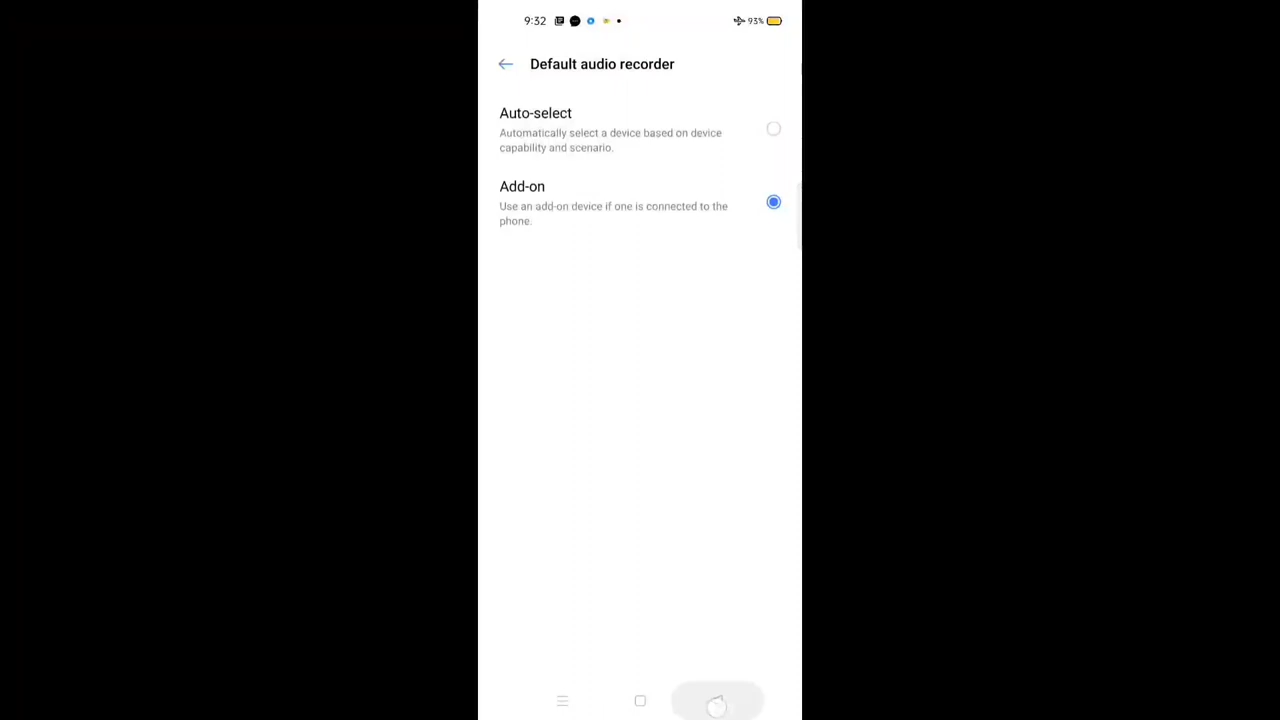 9:32
93%
Default audio recorder
Auto-select
Automatically select a device based on device
capability and scenario.
Add-on
Use an add-on device if one is connected to the
phone.